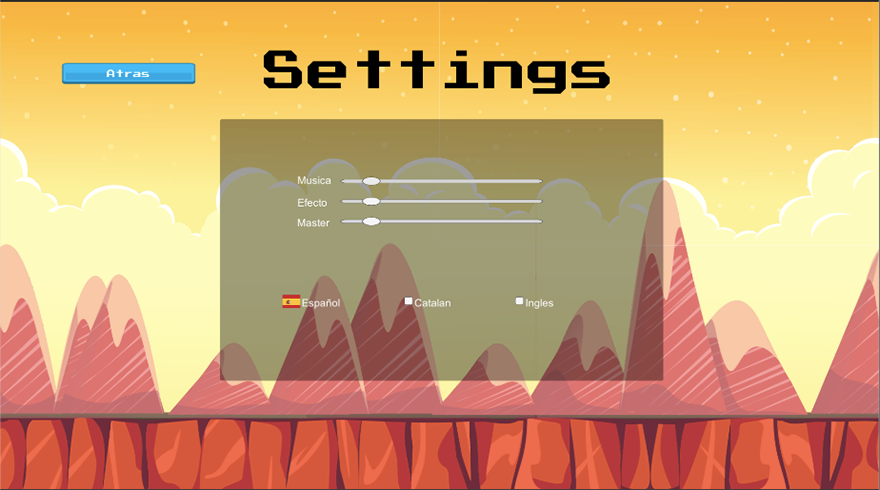 Settings
Atras
Musica
Efecto
Master
Español Catalan Ingles